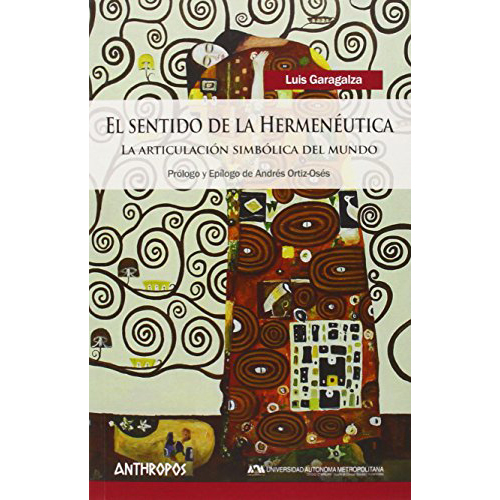 Luis Garagalza
EL SENTIDO DE LA HERMENÉUTICA
LA ARTICULACIÓN SIMBÓLICA DEL MUNDO
Prólogo y Epílogo de Andrés Ortiz-Osés
ANTHROPOS
UNIVERSIDAD AUTONOMA METROPOLITANA